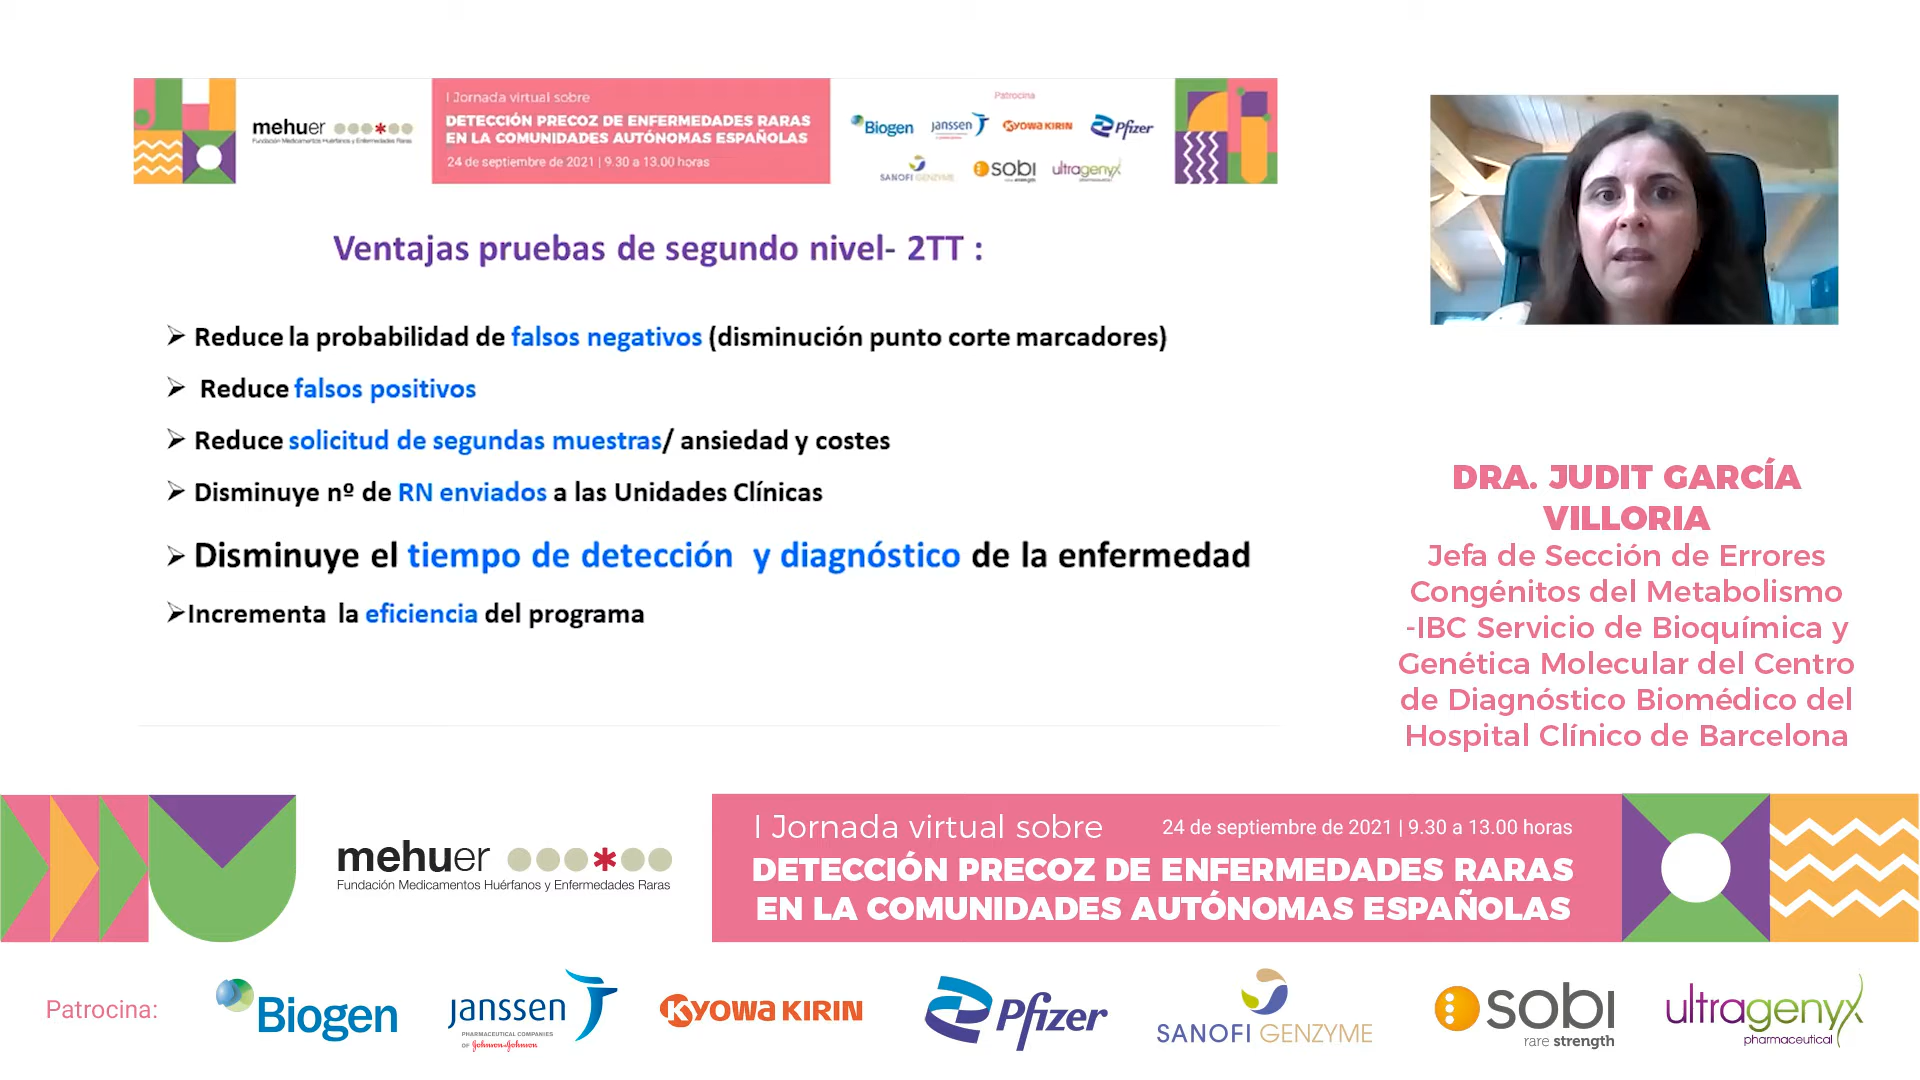 mehuer
Fundación Medicamentos Huérfanos y Enfermedades Raras
I Jornada virtual sobre
DETECCIÓN PRECOZ DE ENFERMEDADES RARAS
EN LA COMUNIDADES AUTÓNOMAS ESPAÑOLAS
24 de septiembre de 2021 | 9.30 a 13.00 horas
Patrocina
Biogen
janssen
KYOWA KIRIN
Pfizer
SANOFI GENZYME
sobi
rare strength
ultragenyx
pharmaceutical
Ventajas pruebas de segundo nivel- 2TT :
➢ Reduce la probabilidad de falsos negativos (disminución punto corte marcadores)
➢ Reduce falsos positivos
➢ Reduce solicitud de segundas muestras/ ansiedad y costes
➢ Disminuye nº de RN enviados a las Unidades Clínicas
➢ Disminuye el tiempo de detección y diagnóstico de la enfermedad
➢Incrementa la eficiencia del programa
DRA. JUDIT GARCÍA
VILLORIA
Jefa de Sección de Errores
Congénitos del Metabolismo
-IBC Servicio de Bioquímica y
Genética Molecular del Centro
de Diagnóstico Biomédico del
Hospital Clínico de Barcelona
mehuer
Fundación Medicamentos Huérfanos y Enfermedades Raras
I Jornada virtual sobre 24 de septiembre de 2021 | 9.30 a 13.00 horas
DETECCIÓN PRECOZ DE ENFERMEDADES RARAS
EN LA COMUNIDADES AUTÓNOMAS ESPAÑOLAS
Patrocina:
Biogen
janssen
PHARMACEUTICAL COMPANIES
OF Johnson & Johnson
KYOWA KIRIN
Pfizer
SANOFI GENZYME
sobi
rare strength
ultragenyx
pharmaceutical